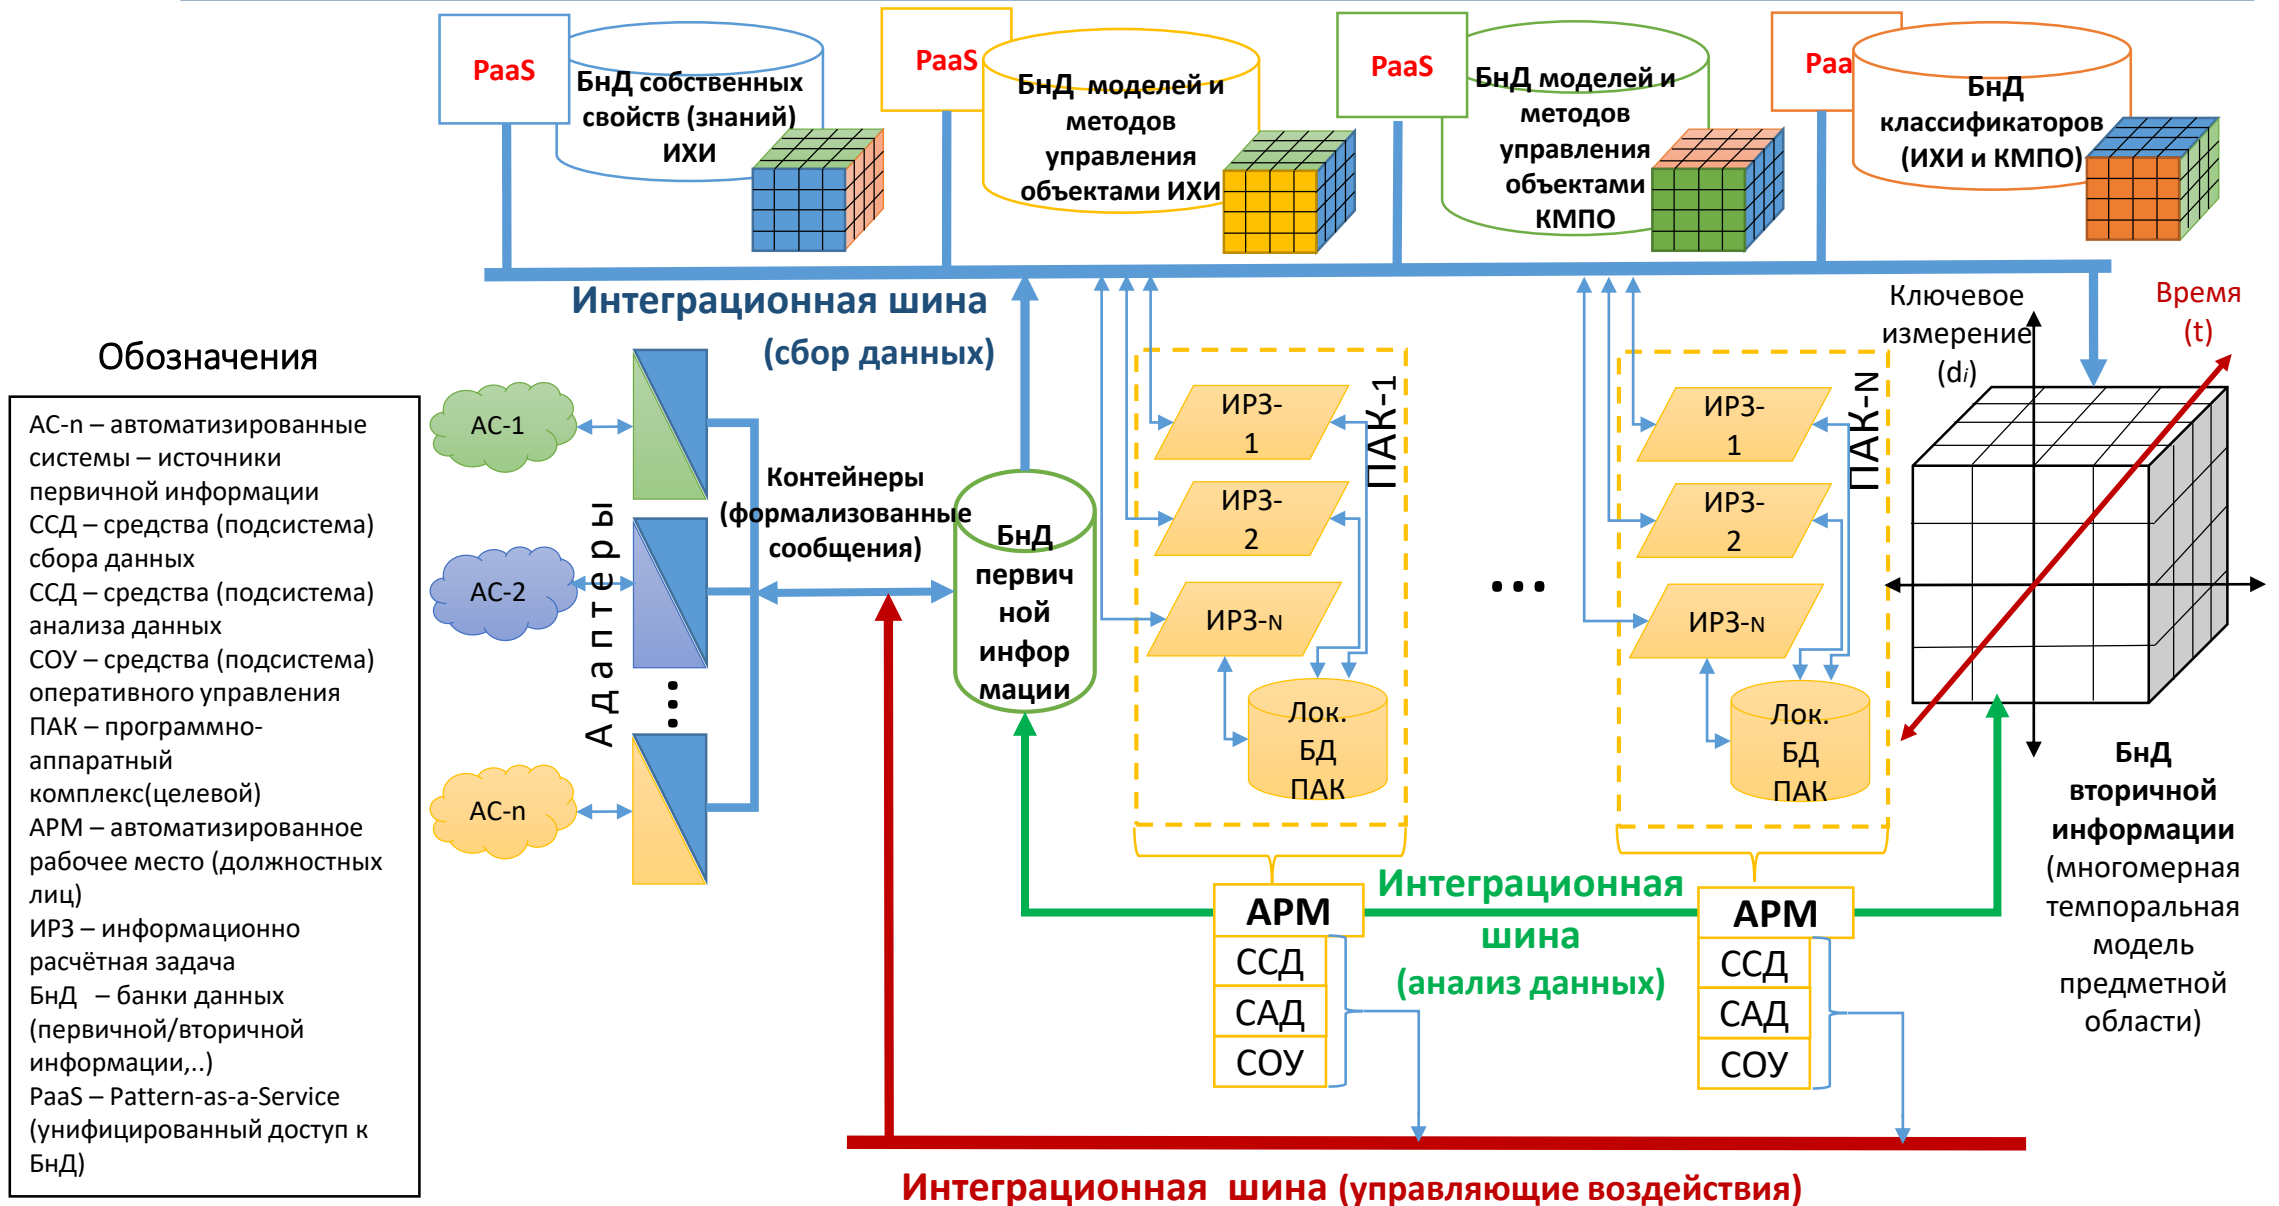 PaaS
БнД собственных
свойств (знаний)
ИХИ
PaaS
БнД моделей и
методов
управления
объектами ИХИ
PaaS
БнД моделей и
методов
управления
объектами
КМПО
Paa
БнД
классификаторов
(ИХИ и КМПО)
Интеграционная шина
(сбор данных)
Ключевое
измерение
(di)
Время
(t)
Обозначения
АС-n – автоматизированные
системы – источники
первичной информации
ССД – средства (подсистема)
сбора данных
ССД – средства (подсистема)
анализа данных
СОУ – средства (подсистема)
оперативного управления
ПАК – программно-
аппаратный
комплекс(целевой)
АРМ – автоматизированное
рабочее место (должностных
лиц)
ИРЗ – информационно
расчётная задача
БнД – банки данных
(первичной/вторичной
информации,..)
PaaS – Pattern-as-a-Service
(унифицированный доступ к
БнД)
АС-1
АС-2
АС-n
Адаптеры
...
Контейнеры
(формализованные
сообщения)
БнД
первич
ной
инфор
мации
ПАК-1
ИРЗ-
1
ИРЗ-
2
ИРЗ-N
Лок.
БД
ПАК
...
ПАК-N
ИРЗ-
1
ИРЗ-
2
ИРЗ-N
Лок.
БД
ПАК
БнД
вторичной
информации
(многомерная
темпоральная
модель
предметной
области)
АРМ
ССД
САД
СОУ
Интеграционная
шина
(анализ данных)
АРМ
ССД
САД
СОУ
Интеграционная шина (управляющие воздействия)